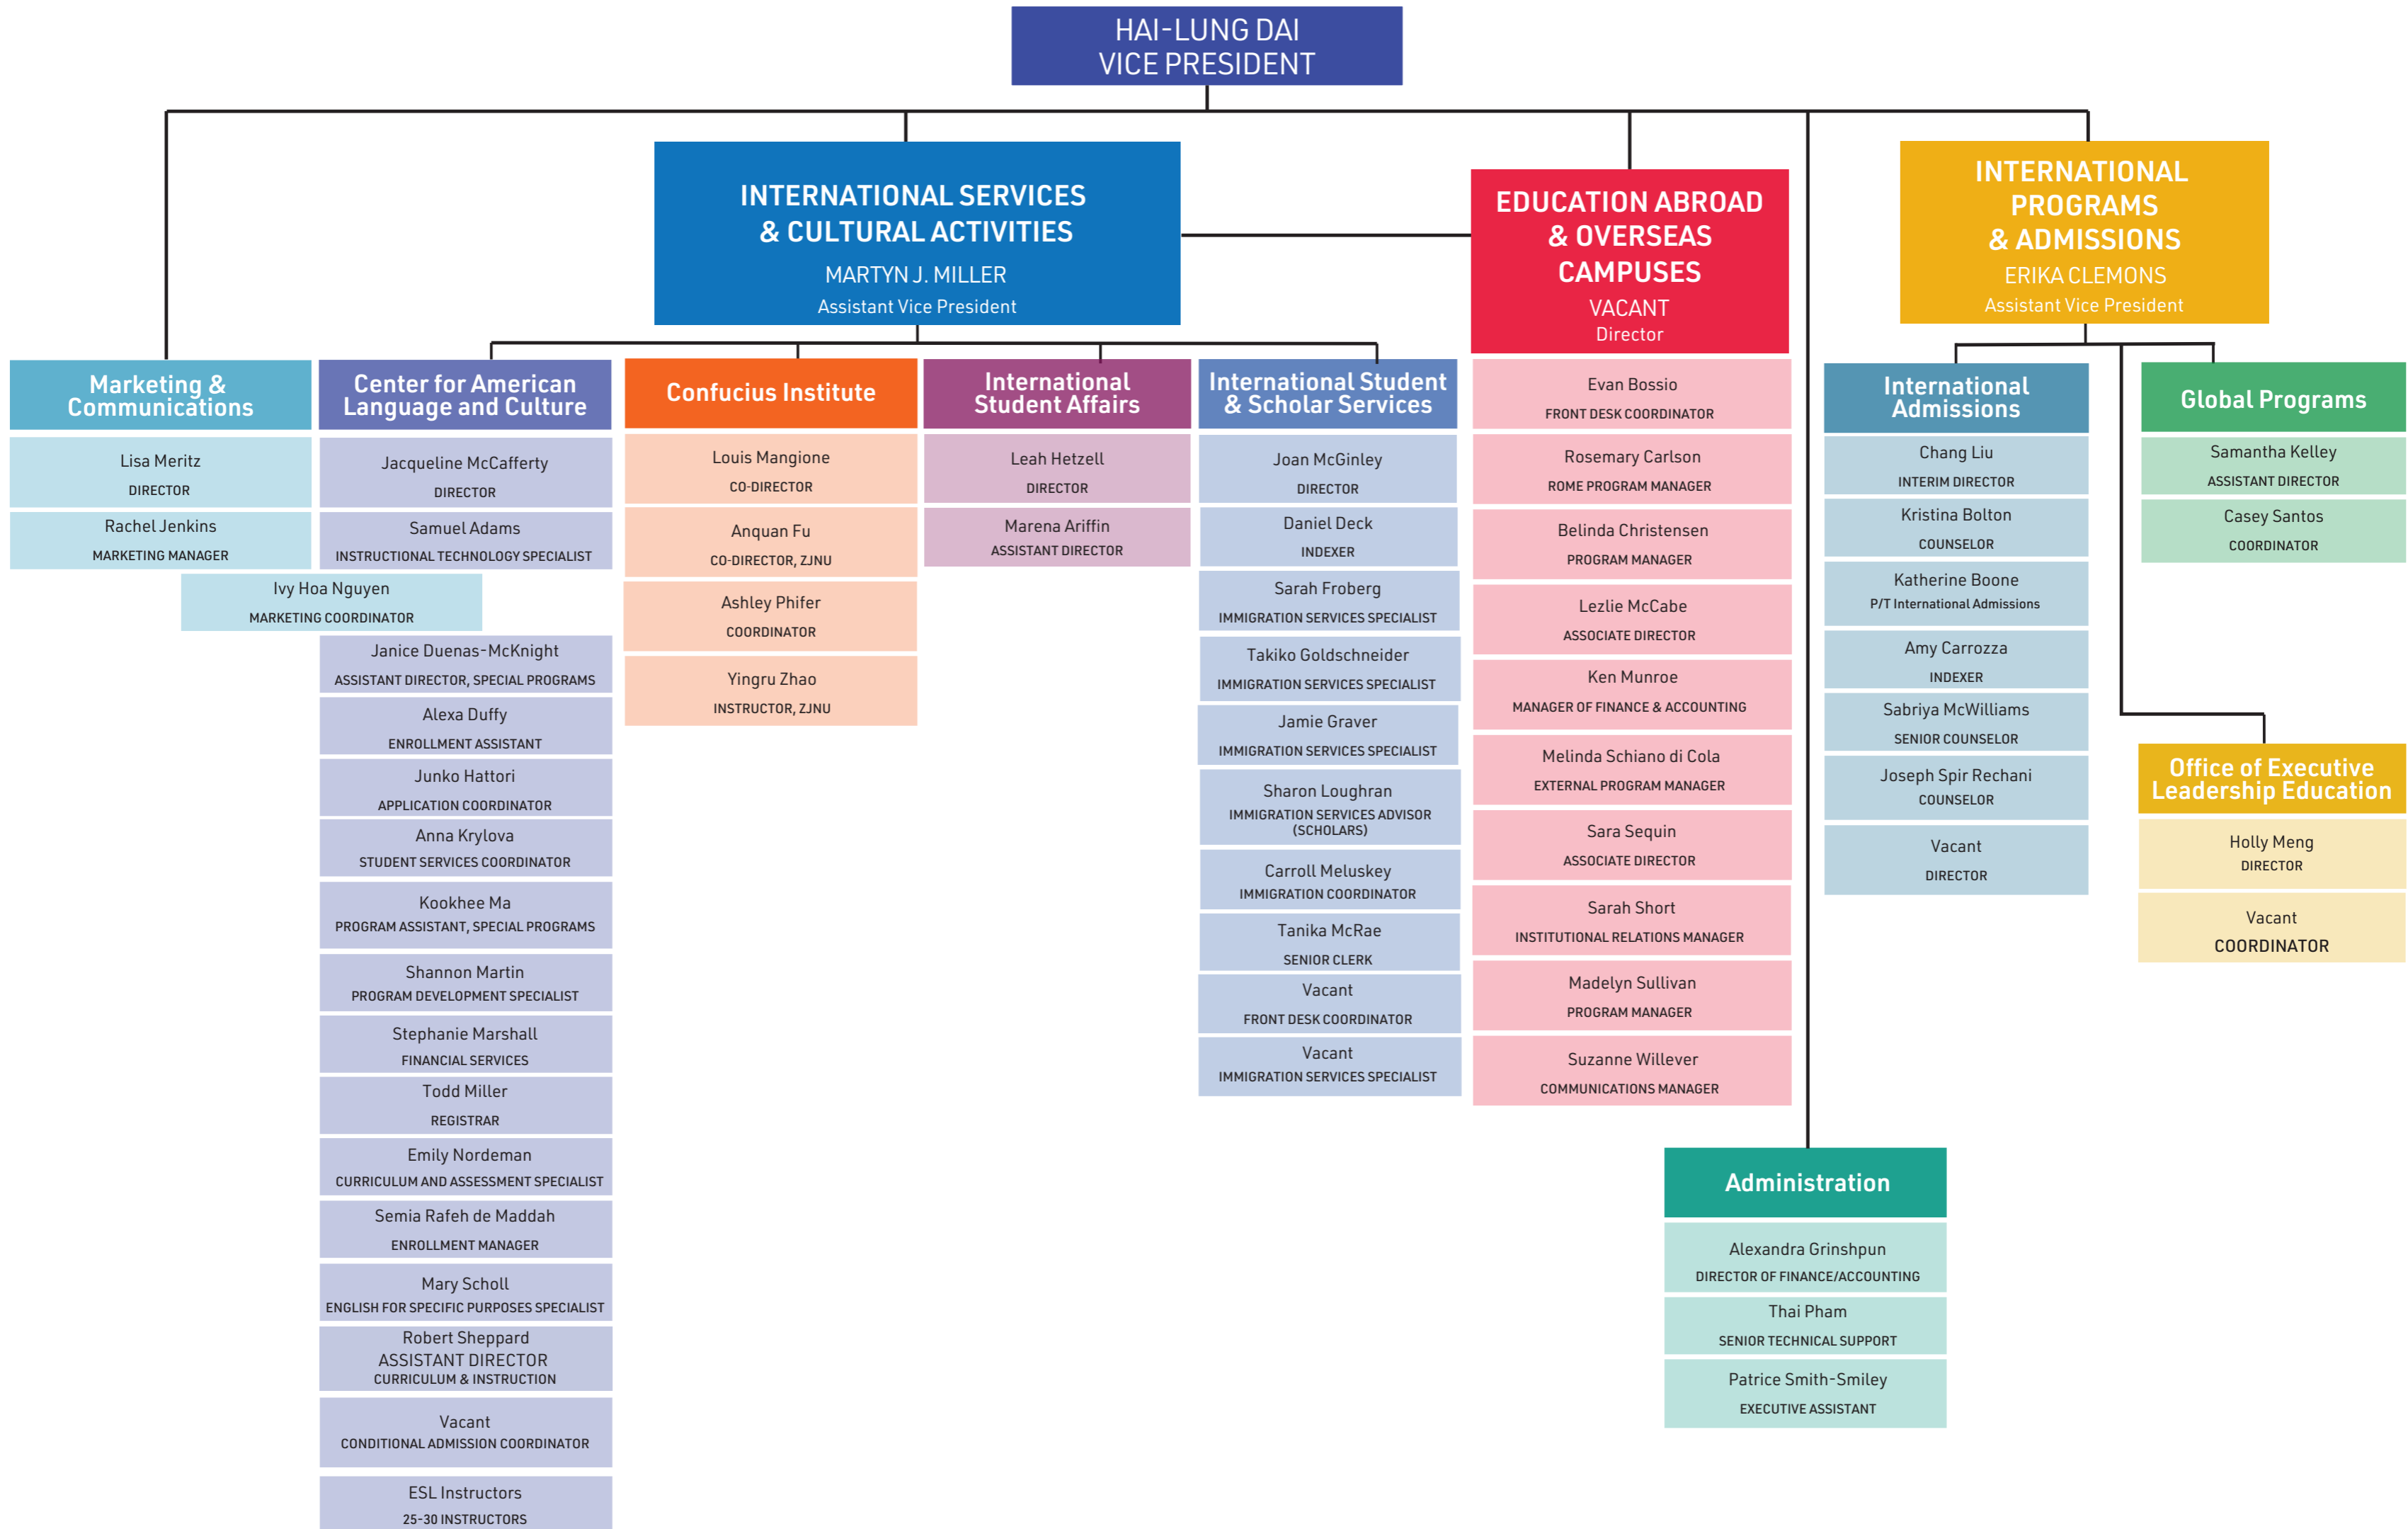 HAI-LUNG DAI
VICE PRESIDENT
INTERNATIONAL SERVICES
& CULTURAL ACTIVITIES
MARTYN J. MILLER
Assistant Vice President
EDUCATION ABROAD
& OVERSEAS
CAMPUSES
VACANT
Director
INTERNATIONAL
PROGRAMS
& ADMISSIONS
ERIKA CLEMONS
Assistant Vice President
Marketing &
Communications
Lisa Meritz
DIRECTOR
Rachel Jenkins
MARKETING MANAGER
Ivy Hoa Nguyen
MARKETING COORDINATOR
Center for American
Language and Culture
Jacqueline McCafferty
DIRECTOR
Samuel Adams
INSTRUCTIONAL TECHNOLOGY SPECIALIST
Janice Duenas-McKnight
ASSISTANT DIRECTOR, SPECIAL PROGRAMS
Alexa Duffy
ENROLLMENT ASSISTANT
Junko Hattori
APPLICATION COORDINATOR
Anna Krylova
STUDENT SERVICES COORDINATOR
Kookhee Ma
PROGRAM ASSISTANT, SPECIAL PROGRAMS
Shannon Martin
PROGRAM DEVELOPMENT SPECIALIST
Stephanie Marshall
FINANCIAL SERVICES
Todd Miller
REGISTRAR
Emily Nordeman
CURRICULUM AND ASSESSMENT SPECIALIST
Semia Rafeh de Maddah
ENROLLMENT MANAGER
Mary Scholl
ENGLISH FOR SPECIFIC PURPOSES SPECIALIST
Robert Sheppard
ASSISTANT DIRECTOR
CURRICULUM & INSTRUCTION
Vacant
CONDITIONAL ADMISSION COORDINATOR
ESL Instructors
25-30 INSTRUCTORS
Confucius Institute
Louis Mangione
CO-DIRECTOR
Anquan Fu
CO-DIRECTOR, ZJNU
Ashley Phifer
COORDINATOR
Yingru Zhao
INSTRUCTOR, ZJNU
International
Student Affairs
Leah Hetzell
DIRECTOR
Marena Ariffin
ASSISTANT DIRECTOR
International Student
& Scholar Services
Joan McGinley
DIRECTOR
Daniel Deck
INDEXER
Sarah Froberg
IMMIGRATION SERVICES SPECIALIST
Takiko Goldschneider
IMMIGRATION SERVICES SPECIALIST
Jamie Graver
IMMIGRATION SERVICES SPECIALIST
Sharon Loughran
IMMIGRATION SERVICES ADVISOR
(SCHOLARS)
Carroll Meluskey
IMMIGRATION COORDINATOR
Tanika McRae
SENIOR CLERK
Vacant
FRONT DESK COORDINATOR
Vacant
IMMIGRATION SERVICES SPECIALIST
Evan Bossio
FRONT DESK COORDINATOR
Rosemary Carlson
ROME PROGRAM MANAGER
Belinda Christensen
PROGRAM MANAGER
Lezlie McCabe
ASSOCIATE DIRECTOR
Ken Munroe
MANAGER OF FINANCE & ACCOUNTING
Melinda Schiano di Cola
EXTERNAL PROGRAM MANAGER
Sara Sequin
ASSOCIATE DIRECTOR
Sarah Short
INSTITUTIONAL RELATIONS MANAGER
Madelyn Sullivan
PROGRAM MANAGER
Suzanne Willever
COMMUNICATIONS MANAGER
Administration
Alexandra Grinshpun
DIRECTOR OF FINANCE/ACCOUNTING
Thai Pham
SENIOR TECHNICAL SUPPORT
Patrice Smith-Smiley
EXECUTIVE ASSISTANT
International
Admissions
Chang Liu
INTERIM DIRECTOR
Kristina Bolton
COUNSELOR
Katherine Boone
P/T International Admissions
Amy Carrozza
INDEXER
Sabriya McWilliams
SENIOR COUNSELOR
Joseph Spir Rechani
COUNSELOR
Vacant
DIRECTOR
Global Programs
Samantha Kelley
ASSISTANT DIRECTOR
Casey Santos
COORDINATOR
Office of Executive
Leadership Education
Holly Meng
DIRECTOR
Vacant
COORDINATOR